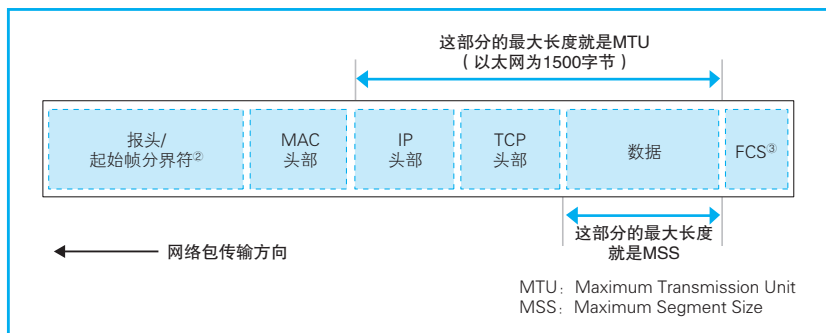 这部分的最大长度就是MTU
(以太网为1500字节)
报头/
起始帧分界符②
MAC
头部
IP
头部
TCP
头部
数据
FCS③
网络包传输方向
这部分的最大长度
就是MSS
MTU：Maximum Transmission Unit
MSS：Maximum Segment Size